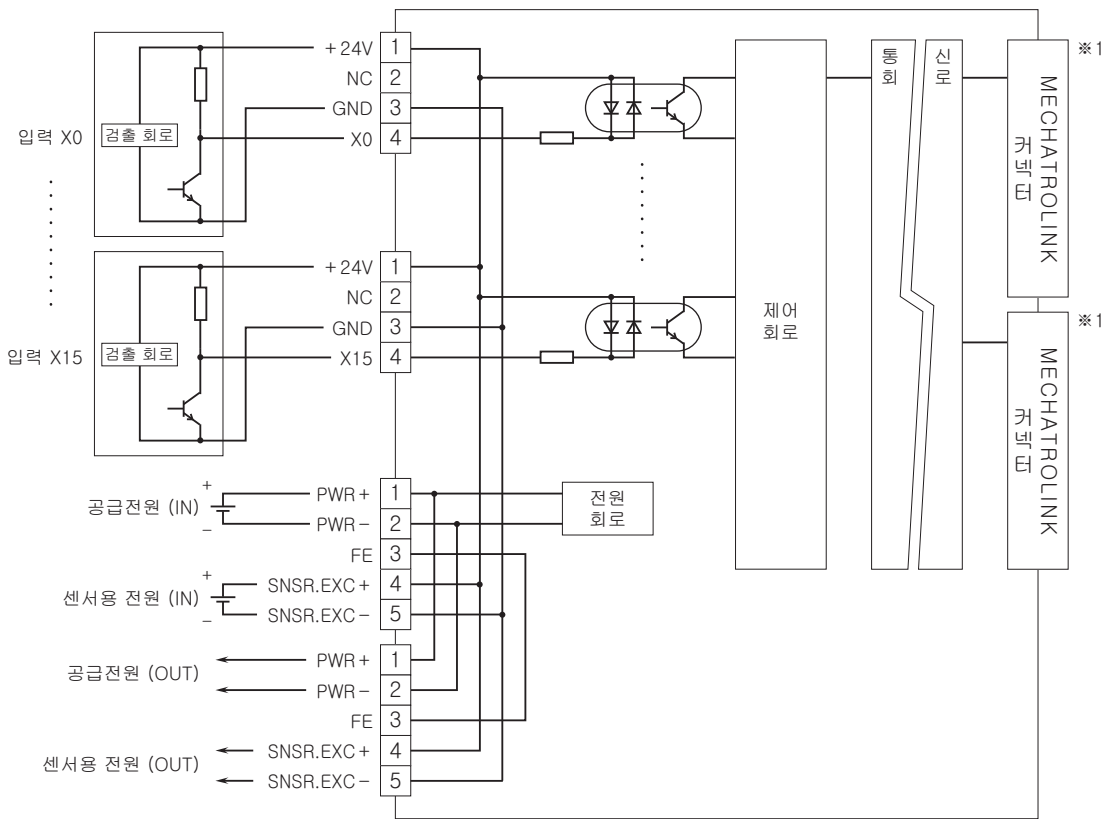 입력 X0
검출 회로
+24V 1
NC 2
GND 3
X0 4
입력 X15
검출 회로
+24V 1
NC 2
GND 3
X15 4
제어
회로
통신
회로
MECHATROLINK
커넥터
※1
MECHATROLINK
커넥터
※1
공급전원 (IN)
+
−
PWR+ 1
PWR− 2
FE 3
전원
회로
센서용 전원 (IN)
+
−
SNSR.EXC+ 4
SNSR.EXC− 5
공급전원 (OUT)
PWR+ 1
PWR− 2
FE 3
센서용 전원 (OUT)
SNSR.EXC+ 4
SNSR.EXC− 5